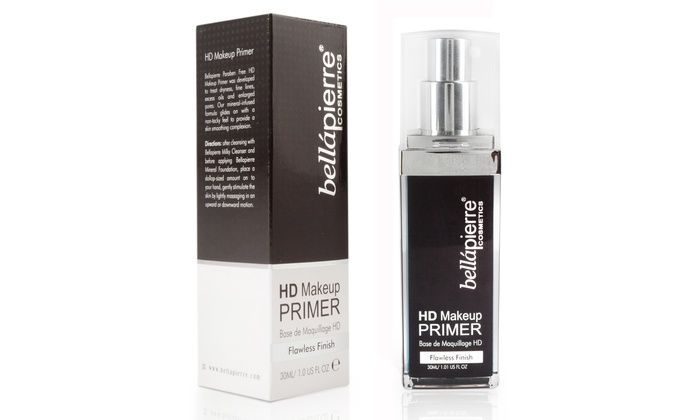 HD Makeup Primer
Bellapierre Paraben Free HD
Makeup Primer was developed
to treat dryness, fine lines,
excess oils and enlarged
pores. Our mineral-infused
formula glides on with a
non-tacky feel to provide a
skin smoothing complexion.
Directions: after cleansing with
Bellapierre Milky Cleanser and
before applying Bellapierre
Mineral Foundation, place a
dollop-sized amount on to
your hand, gently stimulate the
skin by lightly massaging in an
upward or downward motion.
www.bellapierre.com
bellápierre®
COSMETICS
HD Makeup
PRIMER
Base de Maquillage HD
Flawless Finish
30ML/ 1.0 US FL OZ. ℮
bellápierre®
COSMETICS
HD Makeup
PRIMER
Base de Maquillage HD
Flawless Finish
30ML/ 1.01 US FL OZ